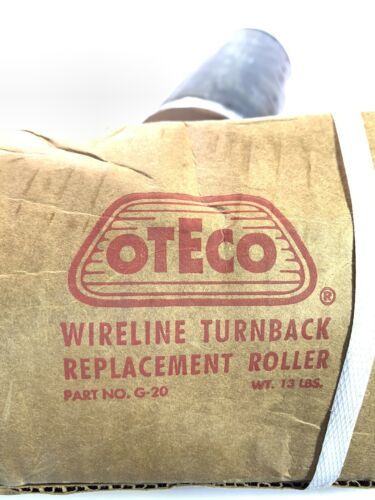 OTECO
®
WIRELINE TURNBACK
REPLACEMENT ROLLER
PART NO. G-20 WT. 13 LBS.